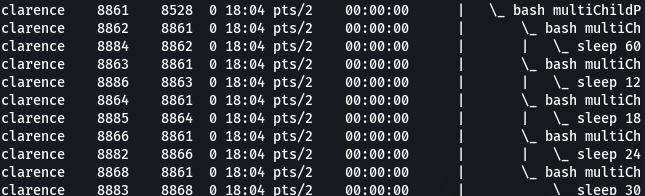 clarence 8861 8528 0 18:04 pts/2 00:00:00 | \_ bash multiChildP
clarence 8862 8861 0 18:04 pts/2 00:00:00 | \_ bash multiCh
clarence 8884 8862 0 18:04 pts/2 00:00:00 | | \_ sleep 60
clarence 8863 8861 0 18:04 pts/2 00:00:00 | \_ bash multiCh
clarence 8886 8863 0 18:04 pts/2 00:00:00 | | \_ sleep 12
clarence 8864 8861 0 18:04 pts/2 00:00:00 | \_ bash multiCh
clarence 8885 8864 0 18:04 pts/2 00:00:00 | | \_ sleep 18
clarence 8866 8861 0 18:04 pts/2 00:00:00 | \_ bash multiCh
clarence 8882 8866 0 18:04 pts/2 00:00:00 | | \_ sleep 24
clarence 8868 8861 0 18:04 pts/2 00:00:00 | \_ bash multiCh
clarence 8883 8868 0 18:04 pts/2 00:00:00 | \_ sleep 30